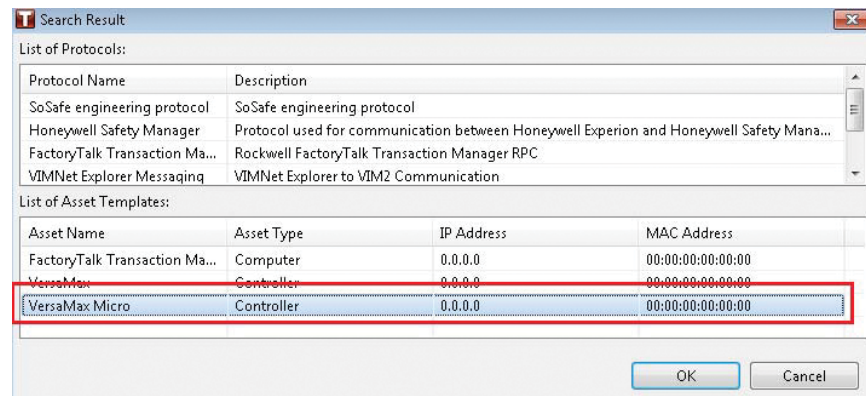 Search Result
List of Protocols:
Protocol Name Description
SoSafe engineering protocol SoSafe engineering protocol
Honeywell Safety Manager Protocol used for communication between Honeywell Experion and Honeywell Safety Mana...
FactoryTalk Transaction Ma... Rockwell FactoryTalk Transaction Manager RPC
VIMNet Explorer Messaging VIMNet Explorer to VIM2 Communication
List of Asset Templates:
Asset Name Asset Type IP Address MAC Address
FactoryTalk Transaction Ma... Computer 0.0.0.0 00:00:00:00:00:00
VersaMax Controller 0.0.0.0 00:00:00:00:00:00
VersaMax Micro Controller 0.0.0.0 00:00:00:00:00:00
OK Cancel